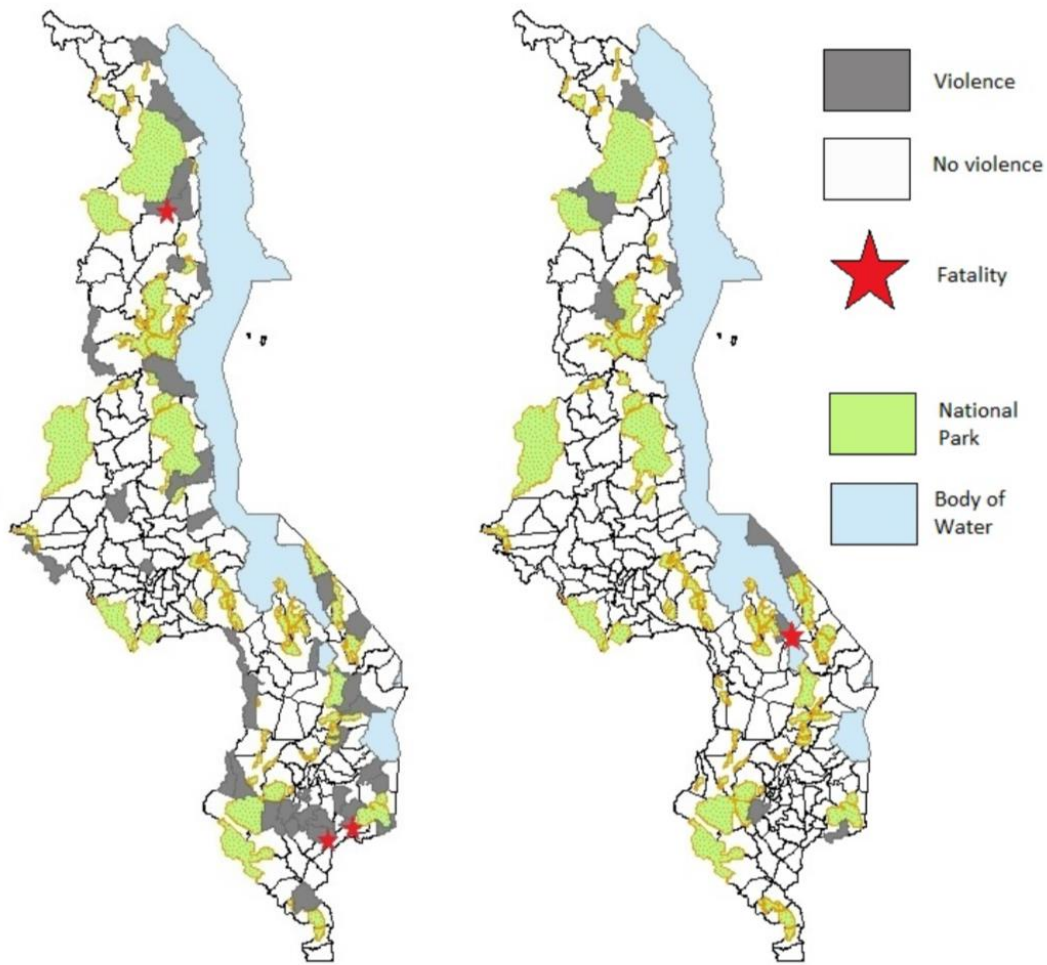 Violence
No violence
Fatality
National
Park
Body of
Water